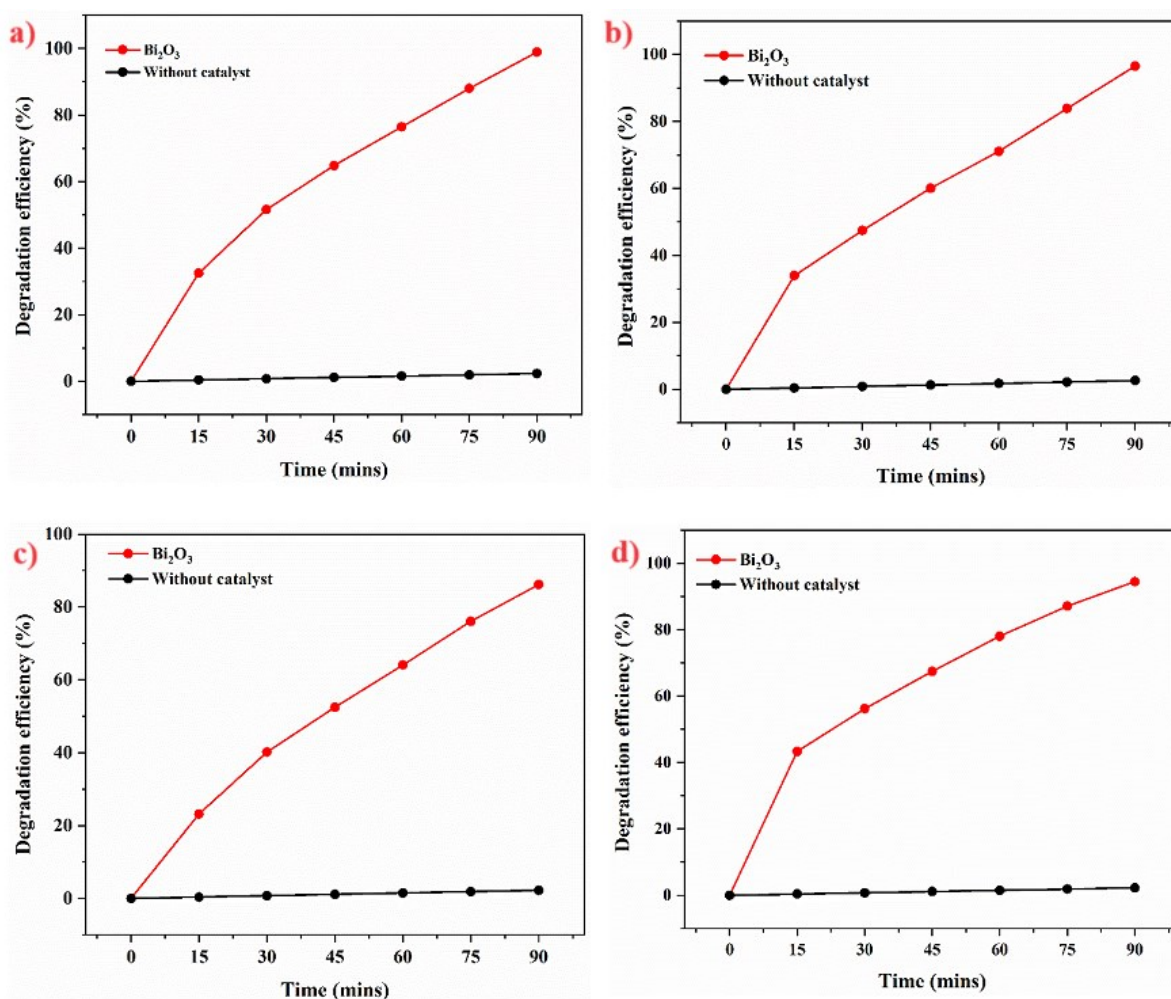 a)
Bi₂O₃
Without catalyst
Degradation efficiency (%)
100
80
60
40
20
0
0 15 30 45 60 75 90
Time (mins)
b)
Bi₂O₃
Without catalyst
Degradation efficiency (%)
100
80
60
40
20
0
0 15 30 45 60 75 90
Time (mins)
c)
Bi₂O₃
Without catalyst
Degradation efficiency (%)
100
80
60
40
20
0
0 15 30 45 60 75 90
Time (mins)
d)
Bi₂O₃
Without catalyst
Degradation efficiency (%)
100
80
60
40
20
0
0 15 30 45 60 75 90
Time (mins)